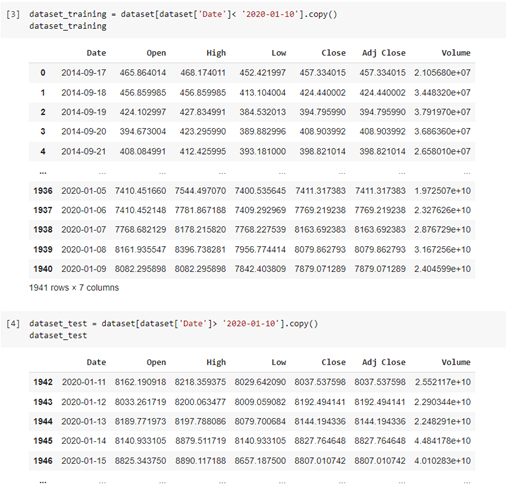 [3] dataset_training = dataset[dataset['Date']< '2020-01-10'].copy()
dataset_training
Date Open High Low Close Adj Close Volume
0 2014-09-17 465.864014 468.174011 452.421997 457.334015 457.334015 2.105680e+07
1 2014-09-18 456.859985 456.859985 413.104004 424.440002 424.440002 3.448320e+07
2 2014-09-19 424.102997 427.834991 384.532013 394.795990 394.795990 3.791970e+07
3 2014-09-20 394.673004 423.295990 389.882996 408.903992 408.903992 3.686360e+07
4 2014-09-21 408.084991 412.425995 393.181000 398.821014 398.821014 2.658010e+07
... ... ... ... ... ... ... ...
1936 2020-01-05 7410.451660 7544.497070 7400.535645 7411.317383 7411.317383 1.972507e+10
1937 2020-01-06 7410.452148 7781.867188 7409.292969 7769.219238 7769.219238 2.327626e+10
1938 2020-01-07 7768.682129 8178.215820 7768.227539 8163.692383 8163.692383 2.876729e+10
1939 2020-01-08 8161.935547 8396.738281 7956.774414 8079.862793 8079.862793 3.167256e+10
1940 2020-01-09 8082.295898 8082.295898 7842.403809 7879.071289 7879.071289 2.404599e+10
1941 rows × 7 columns
[4] dataset_test = dataset[dataset['Date']> '2020-01-10'].copy()
dataset_test
Date Open High Low Close Adj Close Volume
1942 2020-01-11 8162.190918 8218.359375 8029.642090 8037.537598 8037.537598 2.552117e+10
1943 2020-01-12 8033.261719 8200.063477 8009.059082 8192.494141 8192.494141 2.290344e+10
1944 2020-01-13 8189.771973 8197.788086 8079.700684 8144.194336 8144.194336 2.248291e+10
1945 2020-01-14 8140.933105 8879.511719 8140.933105 8827.764648 8827.764648 4.484178e+10
1946 2020-01-15 8825.343750 8890.117188 8657.187500 8807.010742 8807.010742 4.010283e+10
... ... ... ... ... ... ... ...